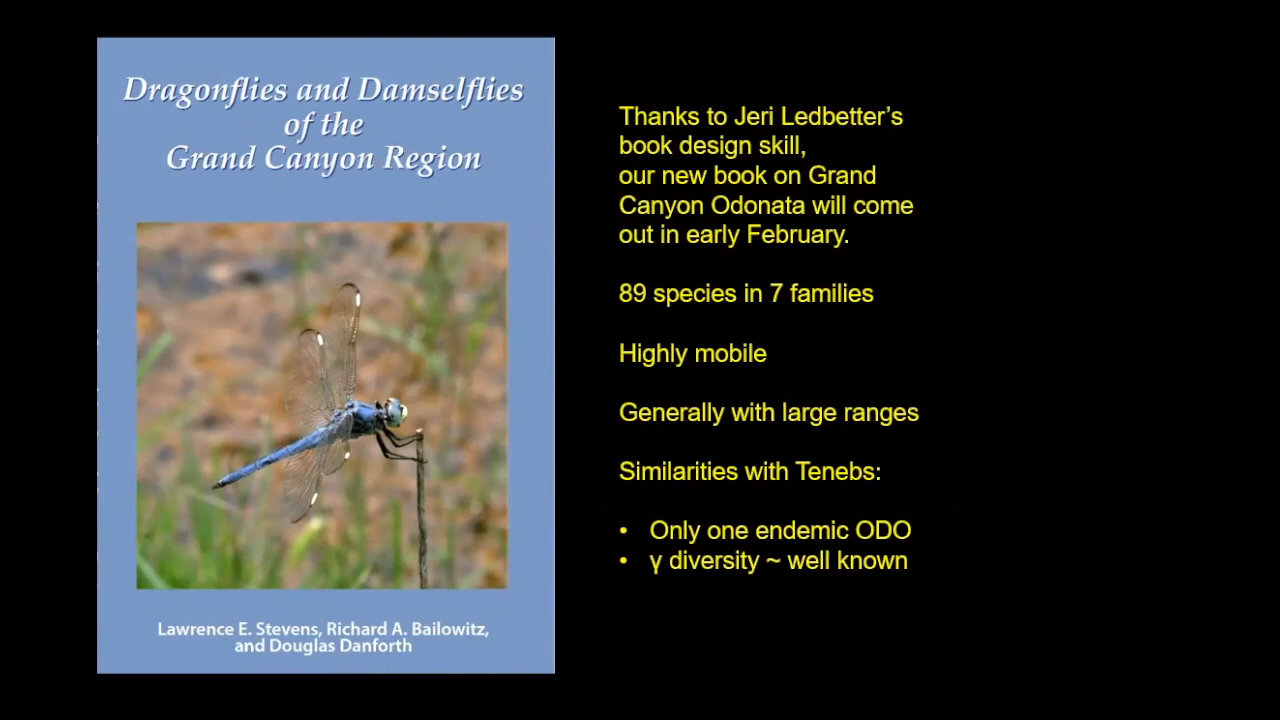 Dragonflies and Damselflies
of the
Grand Canyon Region
Lawrence E. Stevens, Richard A. Bailowitz,
and Douglas Danforth
Thanks to Jeri Ledbetter’s
book design skill,
our new book on Grand
Canyon Odonata will come
out in early February.
89 species in 7 families
Highly mobile
Generally with large ranges
Similarities with Tenebs:
• Only one endemic ODO
• γ diversity ~ well known